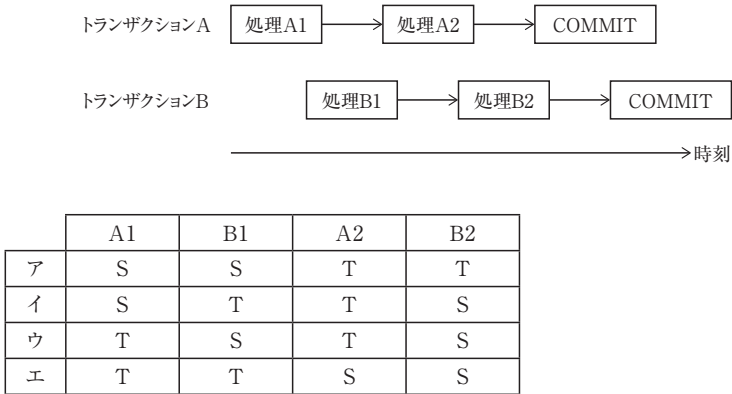 トランザクションA 処理A1 処理A2 COMMIT
トランザクションB 処理B1 処理B2 COMMIT
時刻
A1 B1 A2 B2
ア S S T T
イ S T T S
ウ T S T S
エ T T S S